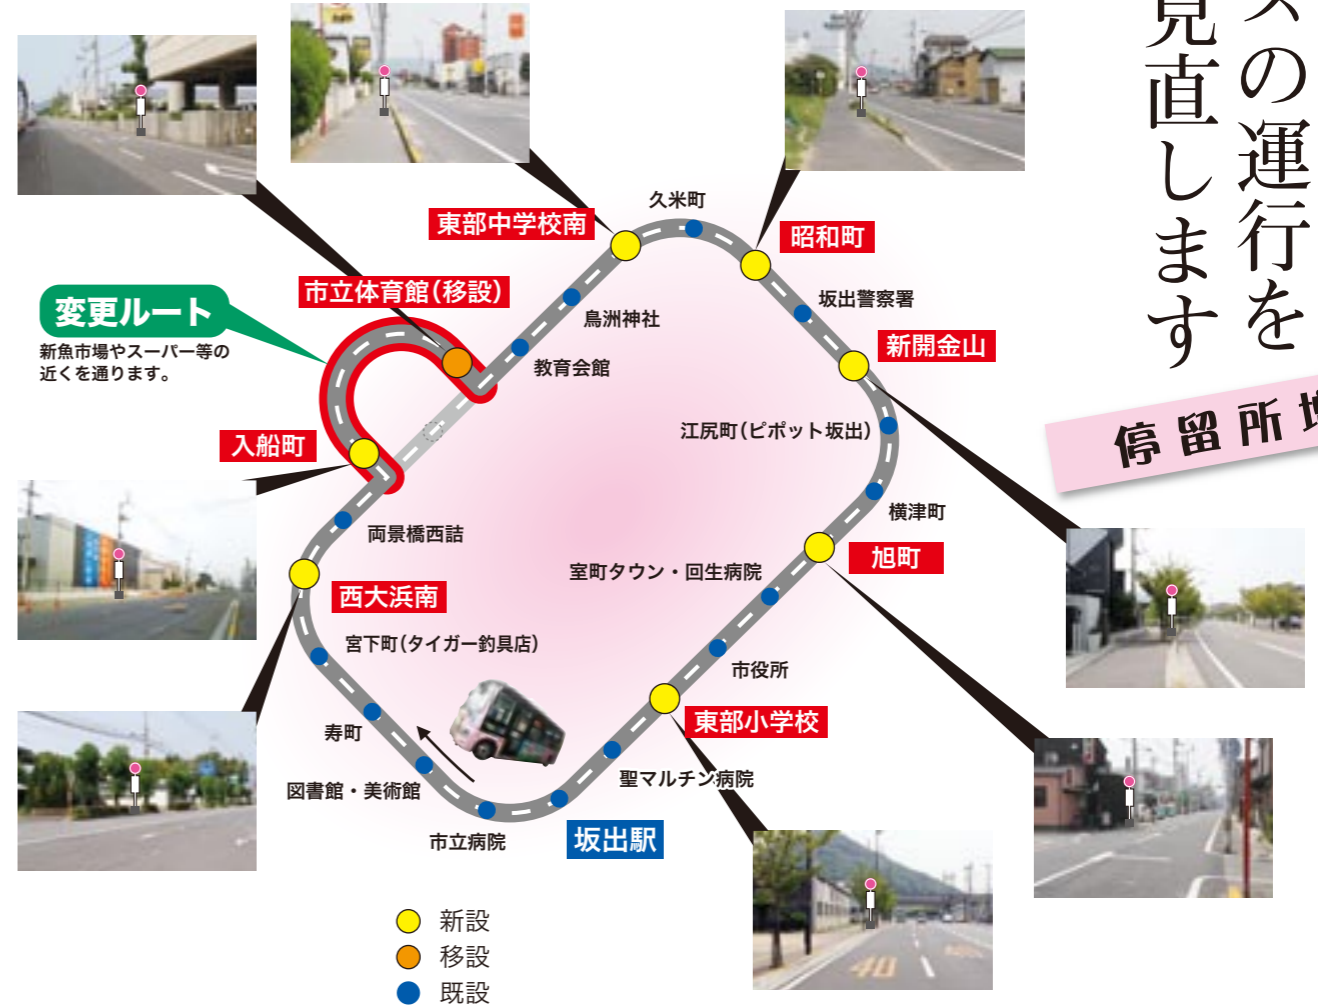 スの運行を
見直します
停留所増
久米町
東部中学校南
昭和町
市立体育館（移設）
坂出警察署
鳥洲神社
変更ルート
新魚市場やスーパー等の
近くを通ります。
新開金山
教育会館
江尻町（ピポット坂出）
入船町
横津町
両景橋西詰
旭町
室町タウン・回生病院
西大浜南
宮下町（タイガー釣具店）
市役所
東部小学校
寿町
聖マルチン病院
図書館・美術館
市立病院
坂出駅
新設
移設
既設
40